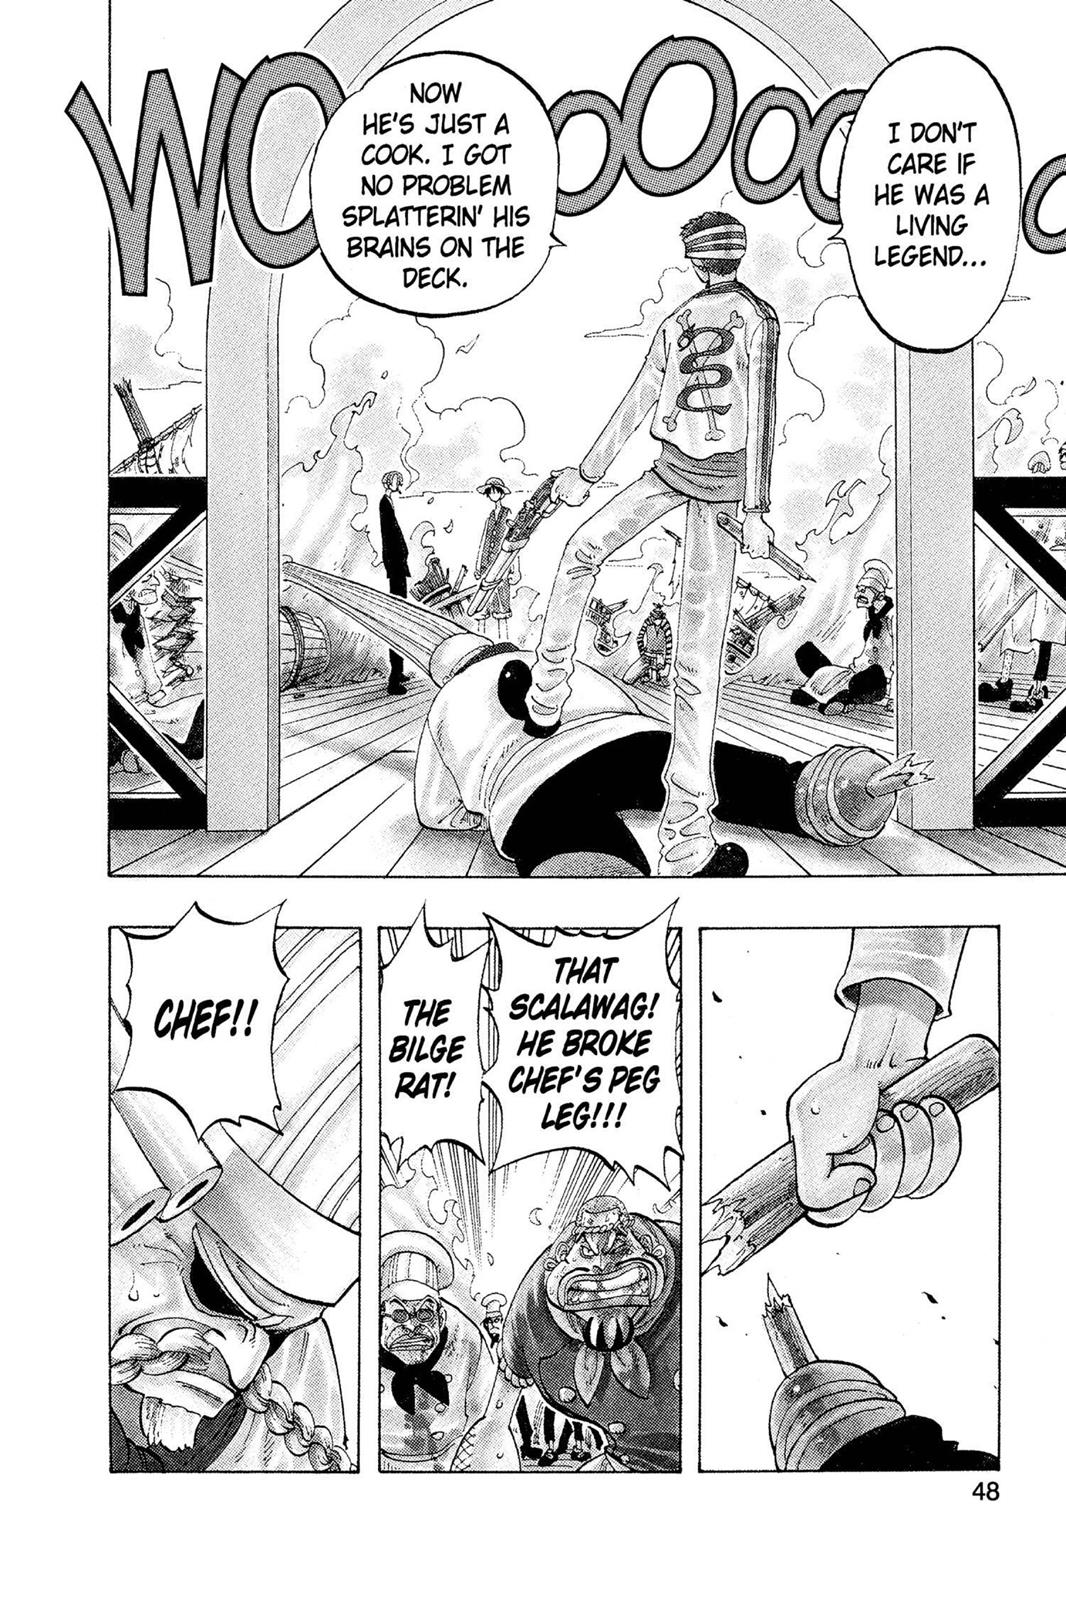 WOooOoooo
I DON'T
CARE IF
HE WAS A
LIVING
LEGEND...
NOW
HE'S JUST A
COOK. I GOT
NO PROBLEM
SPLATTERIN' HIS
BRAINS ON THE
DECK.
THAT
SCALAWAG!
HE BROKE
CHEF'S PEG
LEG!!!
THE
BILGE
RAT!
CHEF!!
48